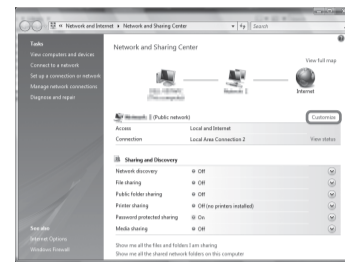 « Network and Internet ▸ Network and Sharing Center
Search
Tasks
View computers and devices
Connect to a network
Set up a connection or network
Manage network connections
Diagnose and repair
See also
Internet Options
Windows Firewall
Network and Sharing Center
View full map
(This computer)
Internet
(Public network)
Customize
Access Local and Internet
Connection Local Area Connection 2 View status
Sharing and Discovery
Network discovery Off
File sharing Off
Public folder sharing Off
Printer sharing Off (no printers installed)
Password protected sharing On
Media sharing Off
Show me all the files and folders I am sharing
Show me all the shared network folders on this computer